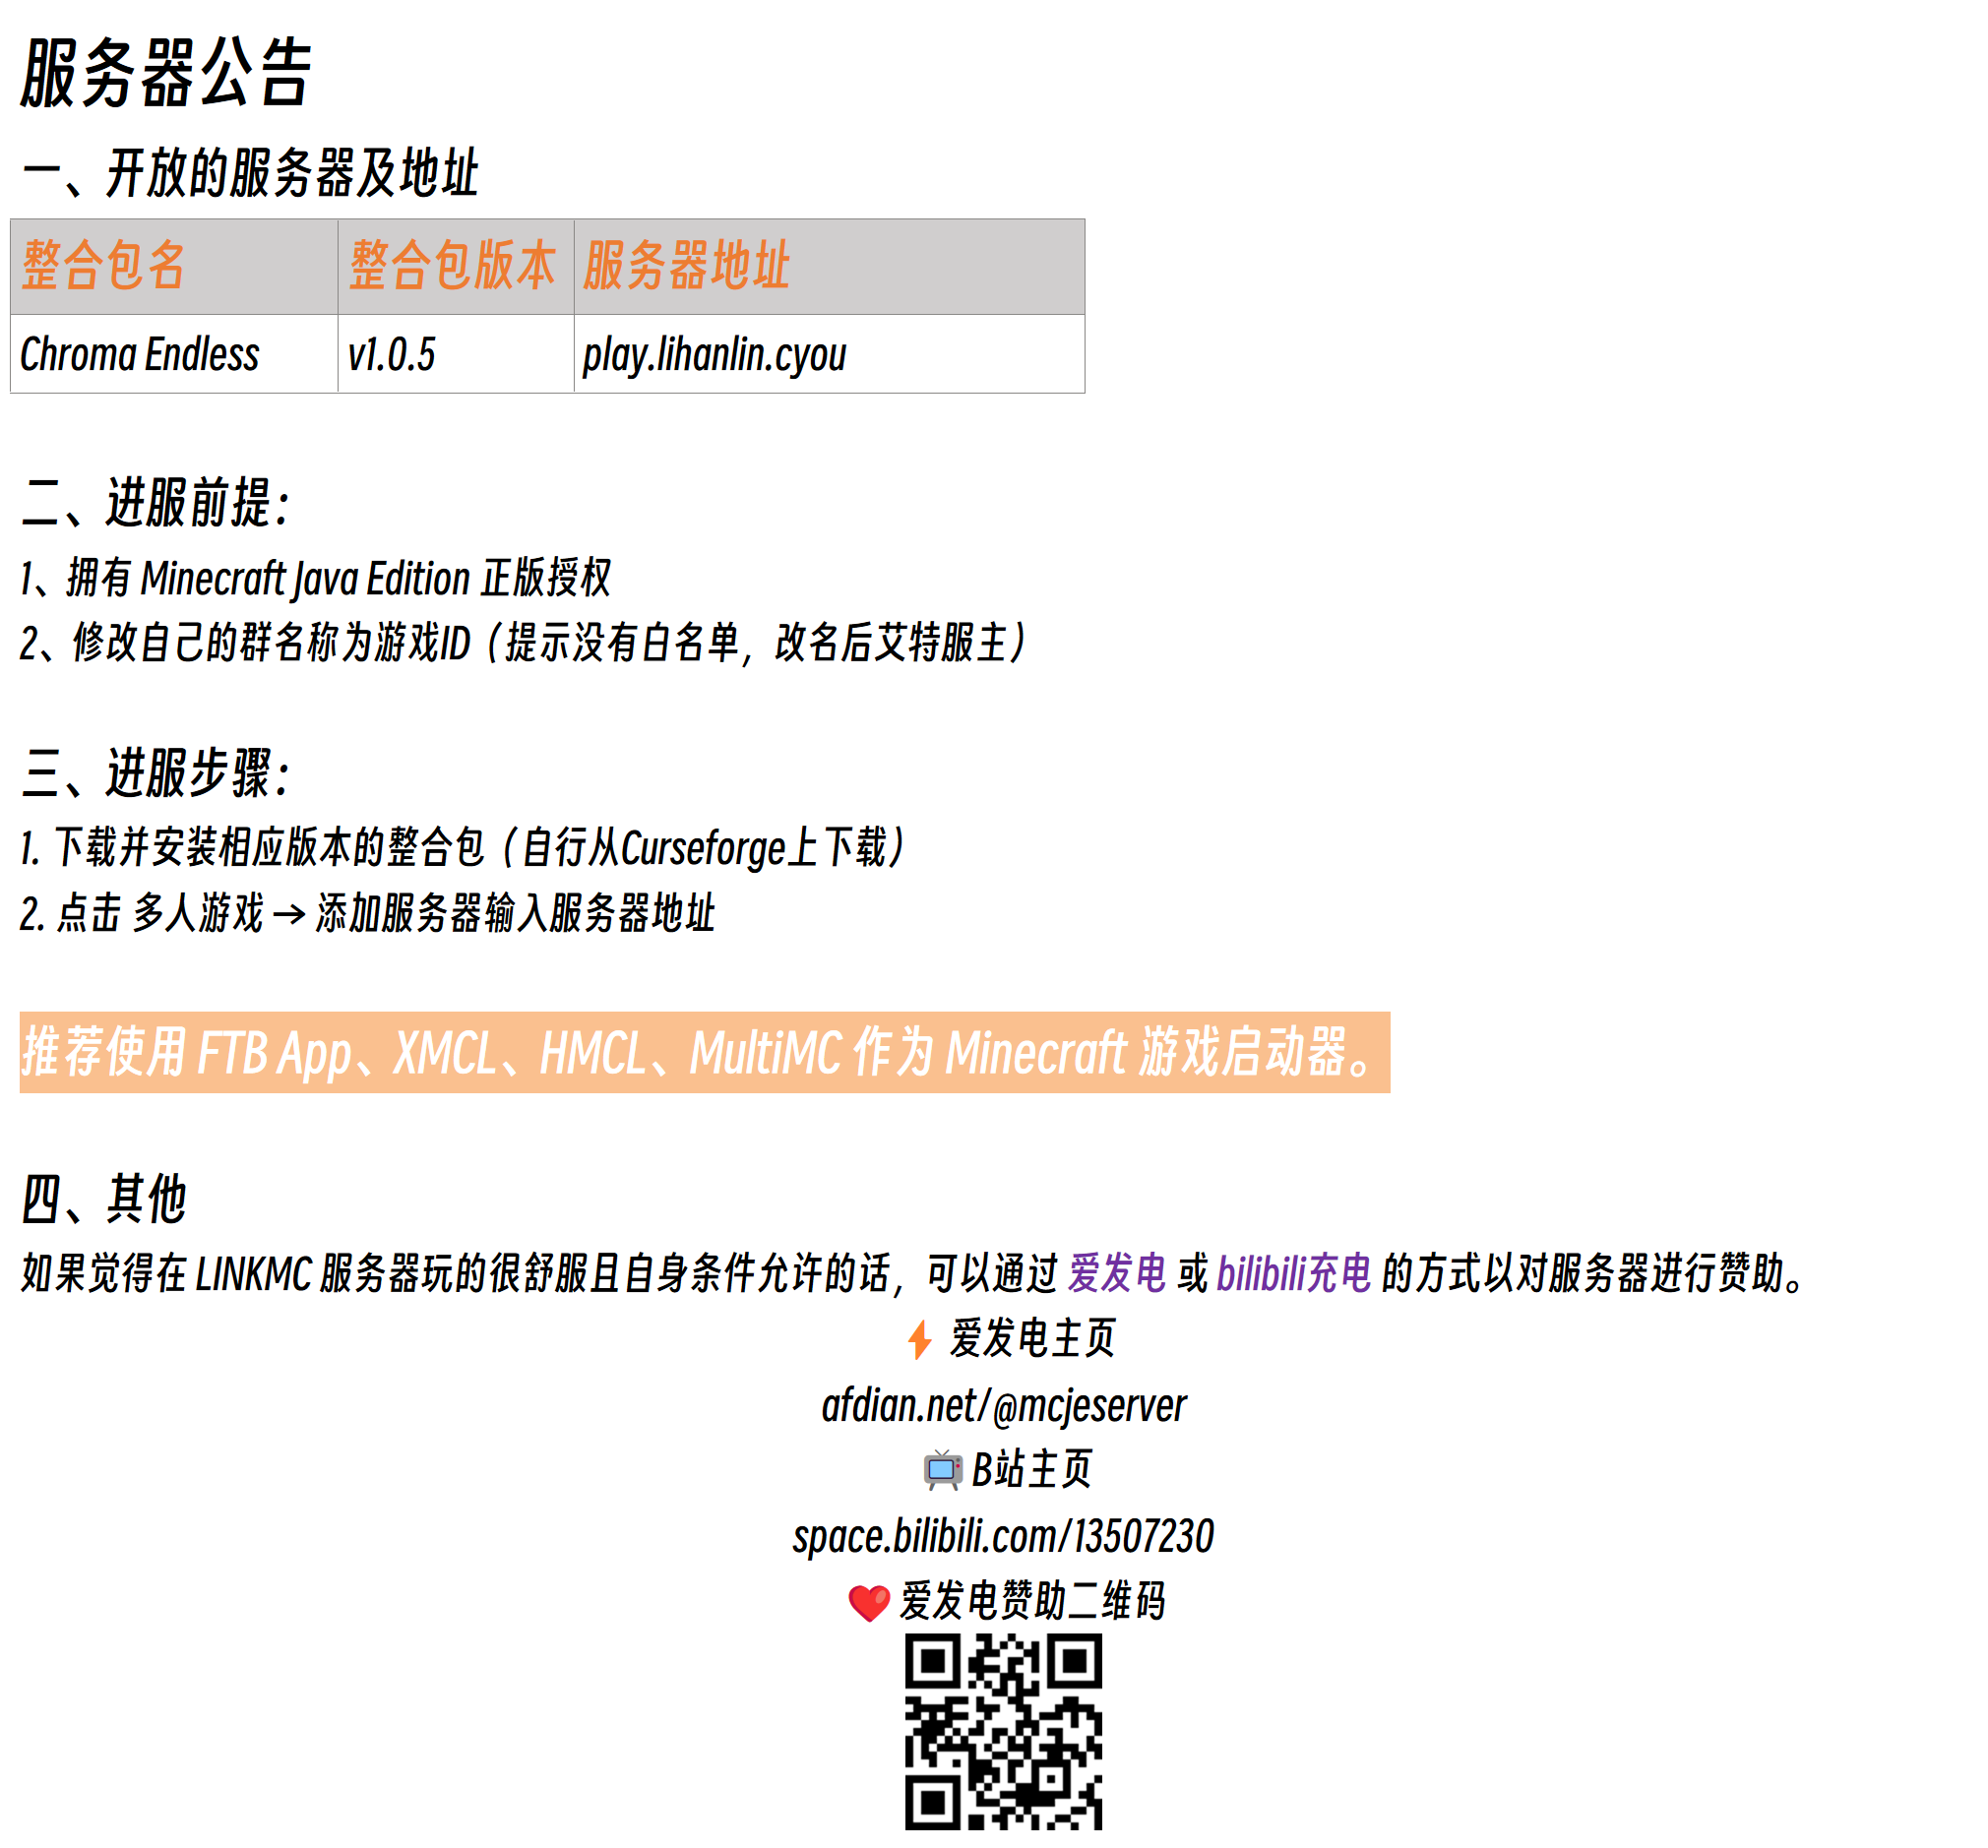 服务器公告
一、开放的服务器及地址
整合包名 整合包版本 服务器地址
Chroma Endless v1.0.5 play.lihanlin.cyou
二、进服前提：
1、拥有 Minecraft Java Edition 正版授权
2、修改自己的群名称为游戏ID（提示没有白名单，改名后艾特服主）
三、进服步骤：
1. 下载并安装相应版本的整合包（自行从Curseforge上下载）
2. 点击 多人游戏 → 添加服务器输入服务器地址
推荐使用 FTB App、XMCL、HMCL、MultiMC 作为 Minecraft 游戏启动器。
四、其他
如果觉得在 LINKMC 服务器玩的很舒服且自身条件允许的话，可以通过 爱发电 或 bilibili充电 的方式以对服务器进行赞助。
爱发电主页
afdian.net/@mcjeserver
B站主页
space.bilibili.com/13507230
爱发电赞助二维码